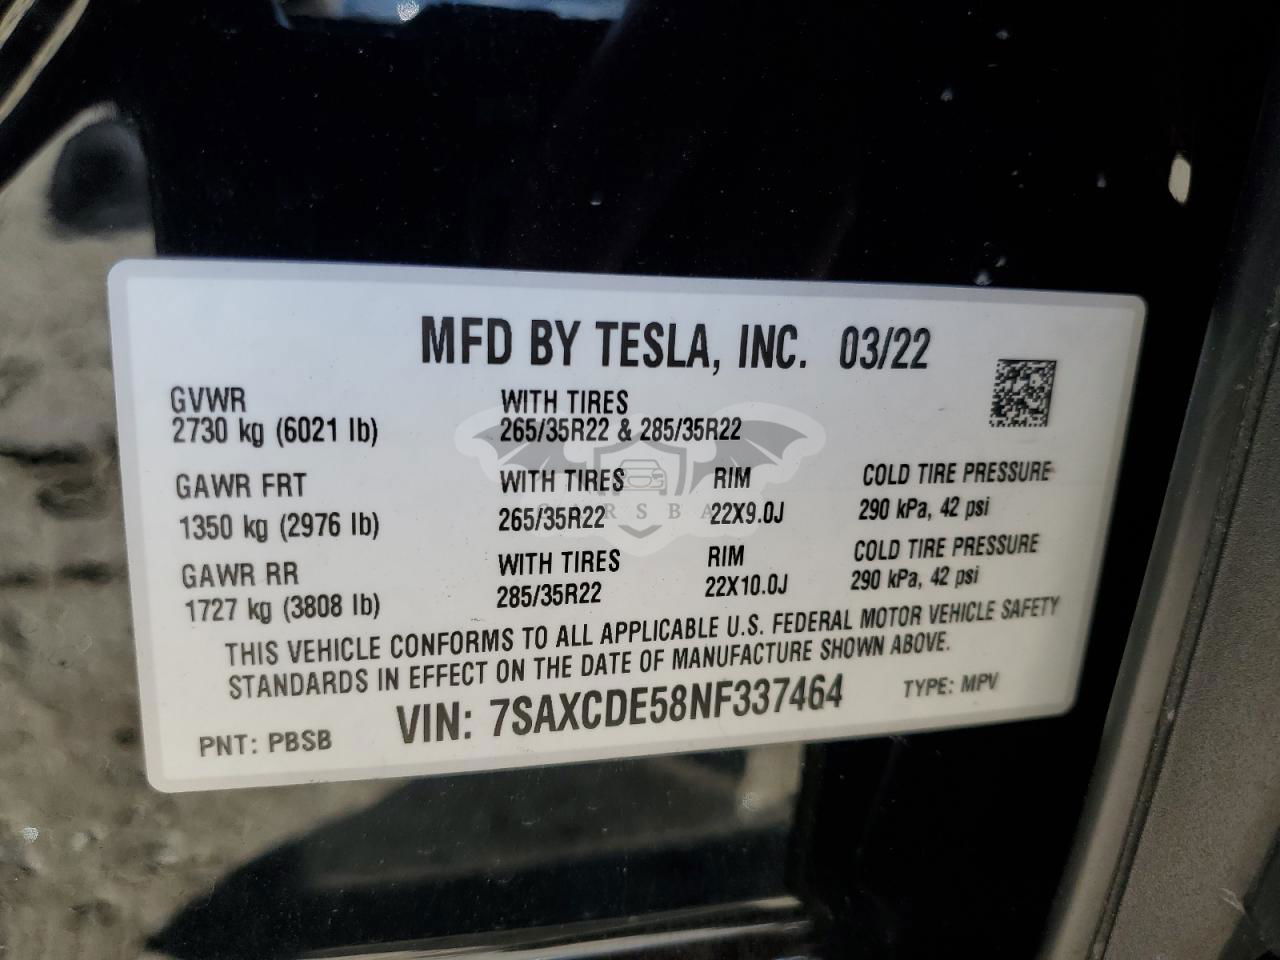 MFD BY TESLA, INC. 03/22
GVWR WITH TIRES
2730 kg (6021 lb) 265/35R22 & 285/35R22
GAWR FRT WITH TIRES RIM COLD TIRE PRESSURE
1350 kg (2976 lb) 265/35R22 22X9.0J 290 kPa, 42 psi
GAWR RR WITH TIRES RIM COLD TIRE PRESSURE
1727 kg (3808 lb) 285/35R22 22X10.0J 290 kPa, 42 psi
THIS VEHICLE CONFORMS TO ALL APPLICABLE U.S. FEDERAL MOTOR VEHICLE SAFETY
STANDARDS IN EFFECT ON THE DATE OF MANUFACTURE SHOWN ABOVE.
PNT: PBSB VIN: 7SAXCDE58NF337464 TYPE: MPV